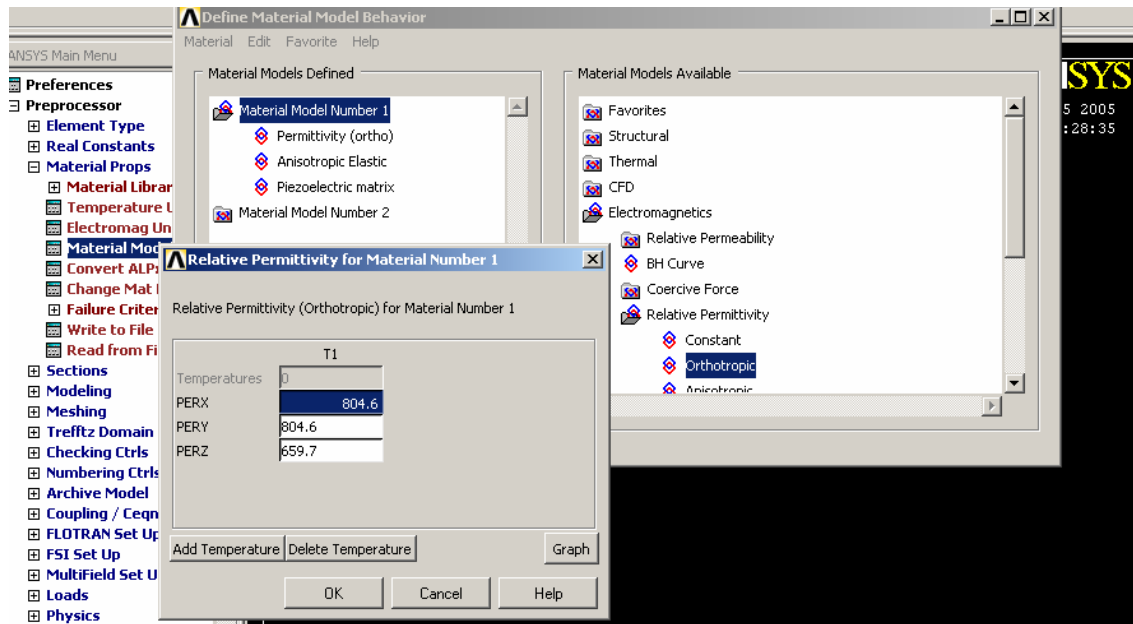 Define Material Model Behavior
Material Edit Favorite Help
ANSYS Main Menu
Preferences
Preprocessor
Element Type
Real Constants
Material Props
Material Librar
Temperature U
Electromag Un
Material Mod
Convert ALPx
Change Mat
Failure Criter
Write to File
Read from Fi
Sections
Modeling
Meshing
Trefftz Domain
Checking Ctrls
Numbering Ctrls
Archive Model
Coupling / Ceqn
FLOTRAN Set Up
FSI Set Up
MultiField Set U
Loads
Physics
Material Models Defined
Material Model Number 1
Permittivity (ortho)
Anisotropic Elastic
Piezoelectric matrix
Material Model Number 2
Material Models Available
Favorites
Structural
Thermal
CFD
Electromagnetics
Relative Permeability
BH Curve
Coercive Force
Relative Permittivity
Constant
Orthotropic
Anisotropic
SYS
5 2005
:28:35
Relative Permittivity for Material Number 1
Relative Permittivity (Orthotropic) for Material Number 1
T1
Temperatures 0
PERX 804.6
PERY 804.6
PERZ 659.7
Add Temperature Delete Temperature Graph
OK Cancel Help